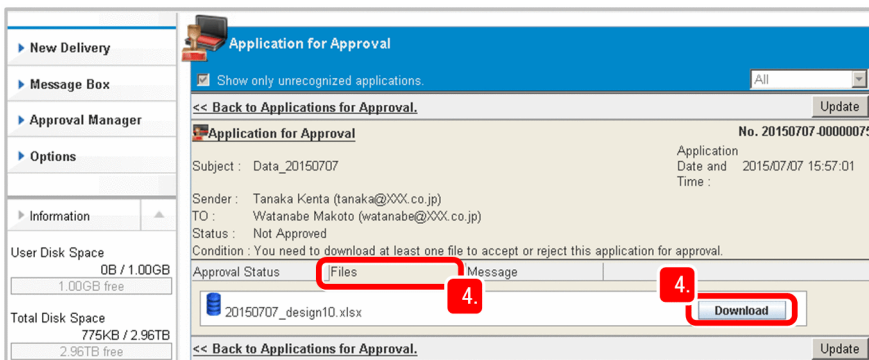 New Delivery
Message Box
Approval Manager
Options
Information
User Disk Space
0B / 1.00GB
1.00GB free
Total Disk Space
775KB / 2.96TB
2.96TB free
Application for Approval
Show only unrecognized applications.
All
<< Back to Applications for Approval.
Update
Application for Approval
No. 20150707-00000075
Subject : Data_20150707
Application Date and Time : 2015/07/07 15:57:01
Sender : Tanaka Kenta (tanaka@XXX.co.jp)
TO : Watanabe Makoto (watanabe@XXX.co.jp)
Status : Not Approved
Condition : You need to download at least one file to accept or reject this application for approval.
Approval Status Files Message
4.
4.
20150707_design10.xlsx
Download
<< Back to Applications for Approval.
Update